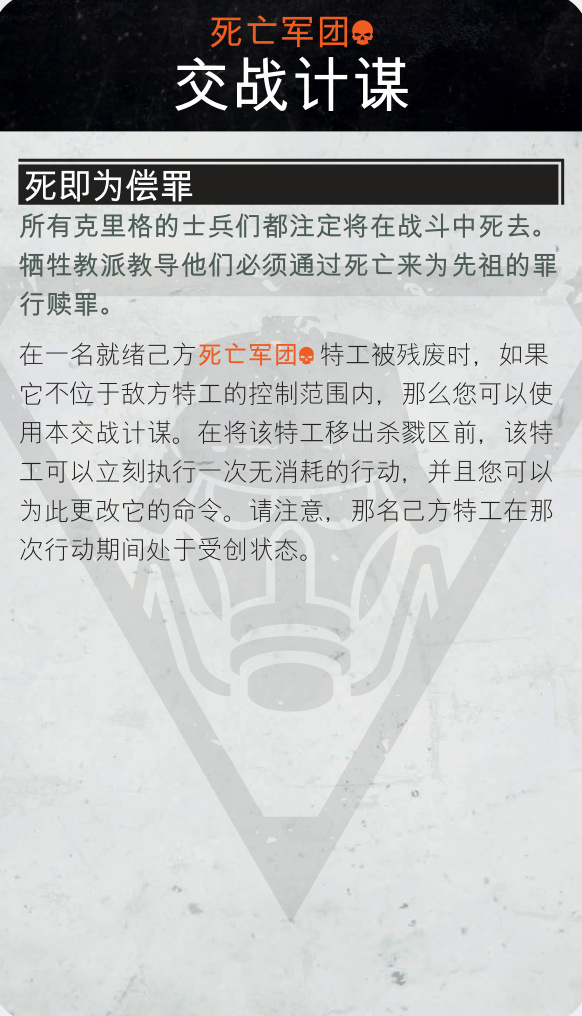 死亡军团
交战计谋
死即为偿罪
所有克里格的士兵们都注定将在战斗中死去。
牺牲教派教导他们必须通过死亡来为先祖的罪
行赎罪。
在一名就绪己方死亡军团特工被残废时，如果
它不位于敌方特工的控制范围内，那么您可以使
用本交战计谋。在将该特工移出杀戮区前，该特
工可以立刻执行一次无消耗的行动，并且您可以
为此更改它的命令。请注意，那名己方特工在那
次行动期间处于受创状态。